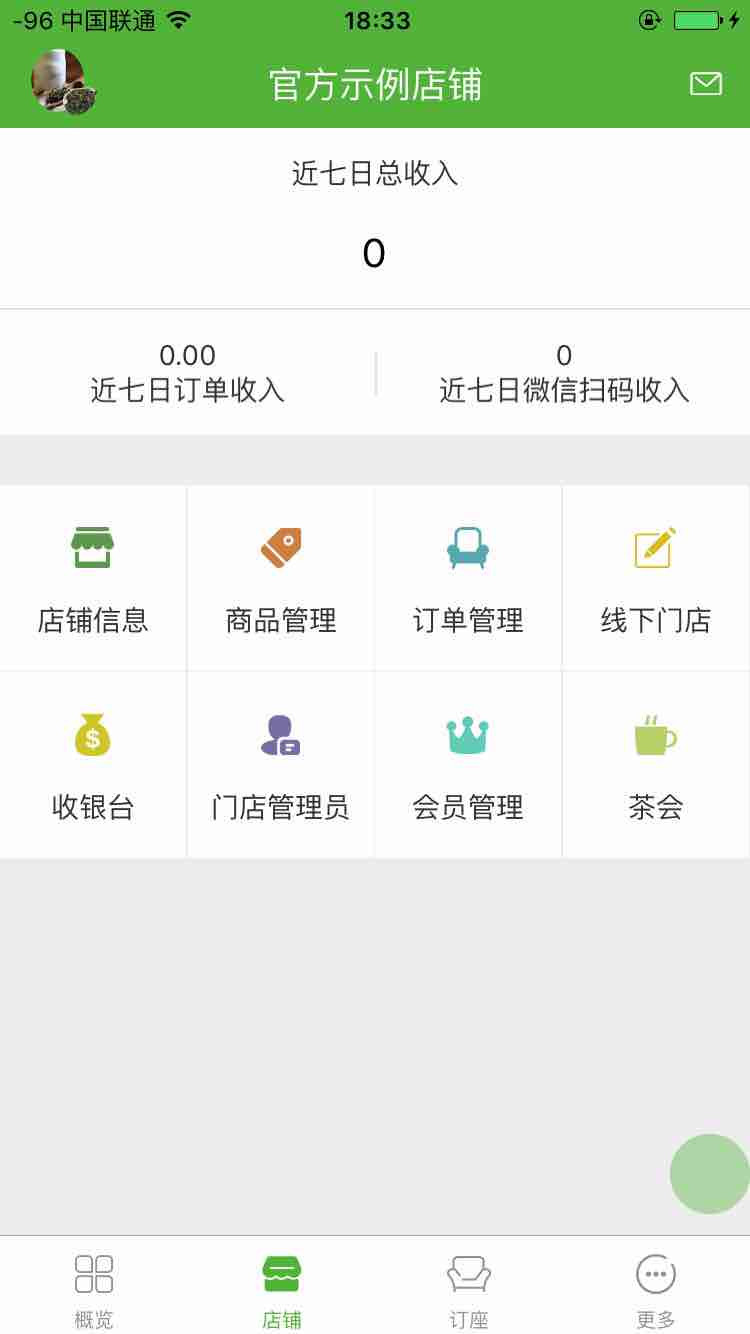 -96 中国联通 18:33
官方示例店铺
近七日总收入
0
0.00 0
近七日订单收入 近七日微信扫码收入
店铺信息 商品管理 订单管理 线下门店
$
收银台 门店管理员 会员管理 茶会
概览 店铺 订座 更多